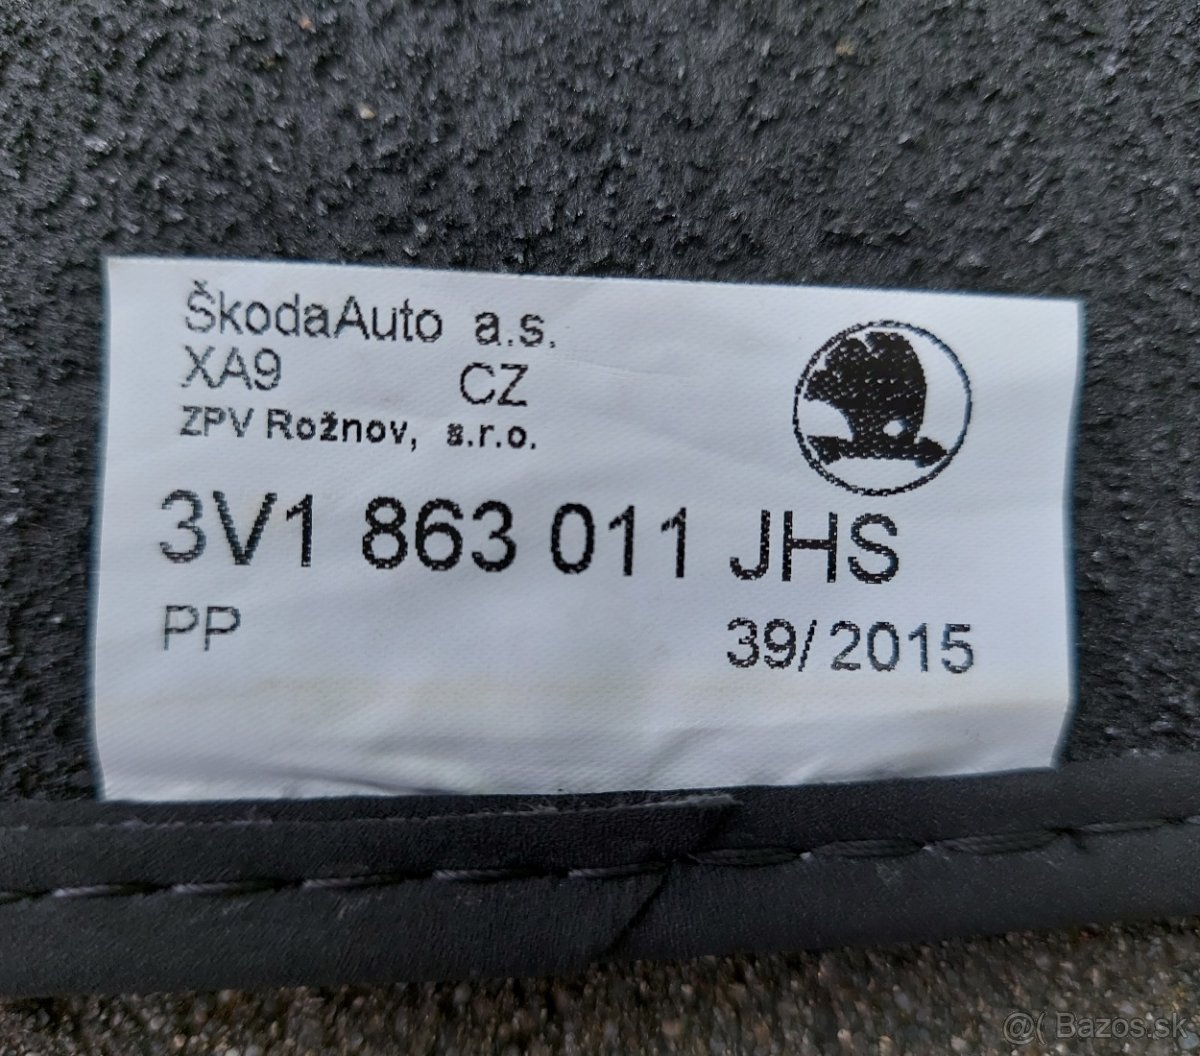 ŠkodaAuto a.s.
XA9 CZ
ZPV Rožnov, s.r.o.
3V1 863 011 JHS
PP 39/2015
@( Bazos.sk